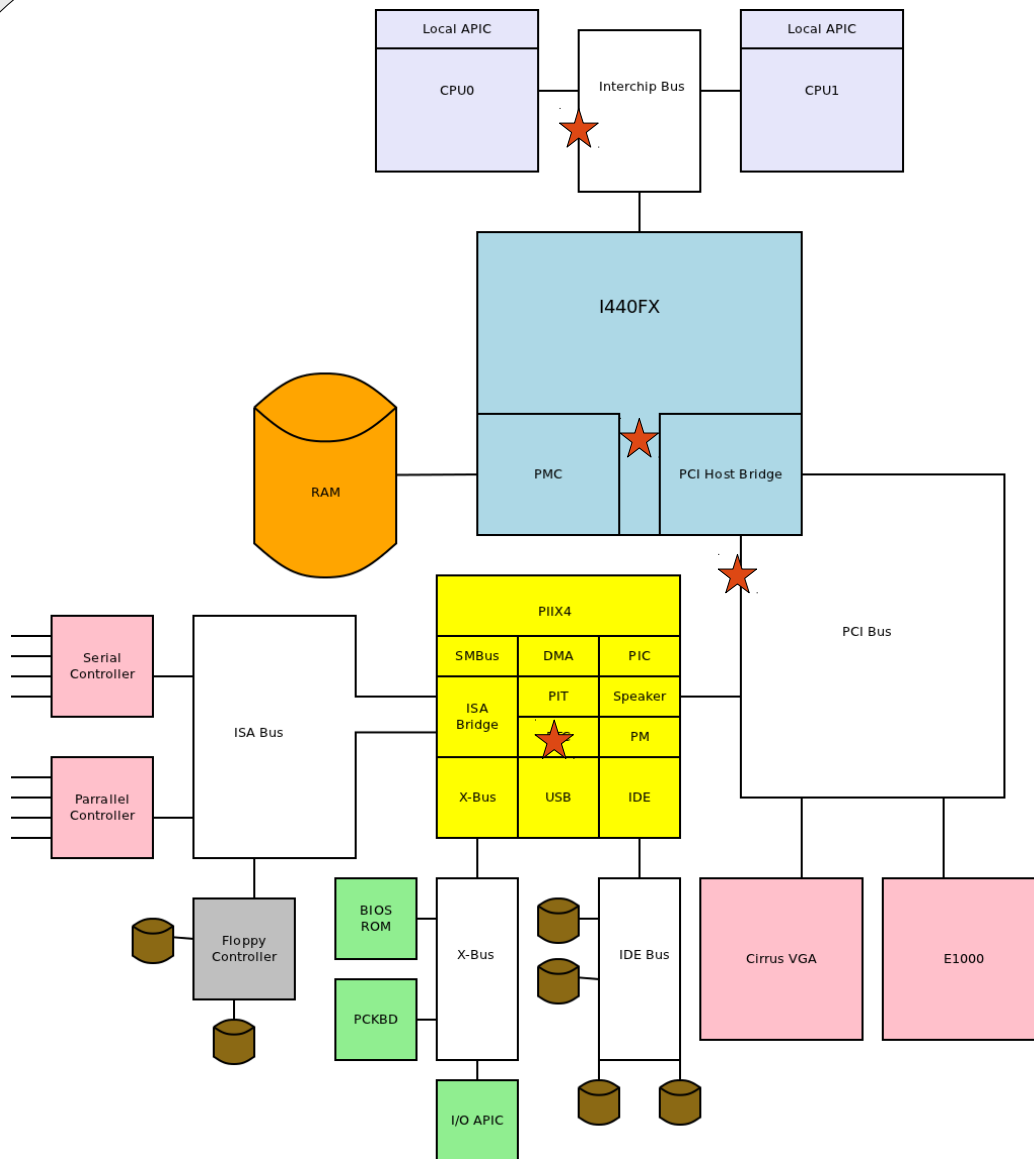 Local APIC
CPU0
Interchip Bus
Local APIC
CPU1
I440FX
PMC
PCI Host Bridge
RAM
PIIX4
SMBus
DMA
PIC
ISA
Bridge
PIT
Speaker
PM
X-Bus
USB
IDE
PCI Bus
Serial
Controller
ISA Bus
Parrallel
Controller
Floppy
Controller
BIOS
ROM
PCKBD
X-Bus
IDE Bus
Cirrus VGA
E1000
I/O APIC